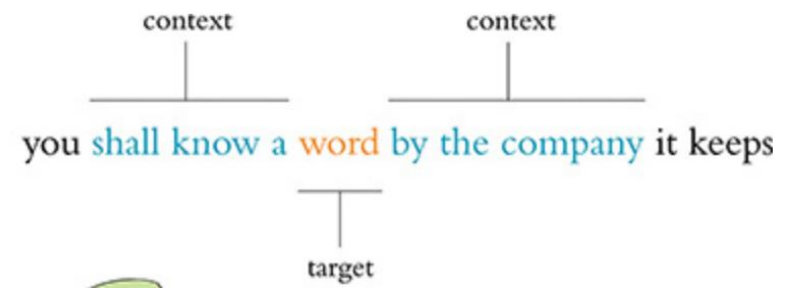 context context
you shall know a word by the company it keeps
target